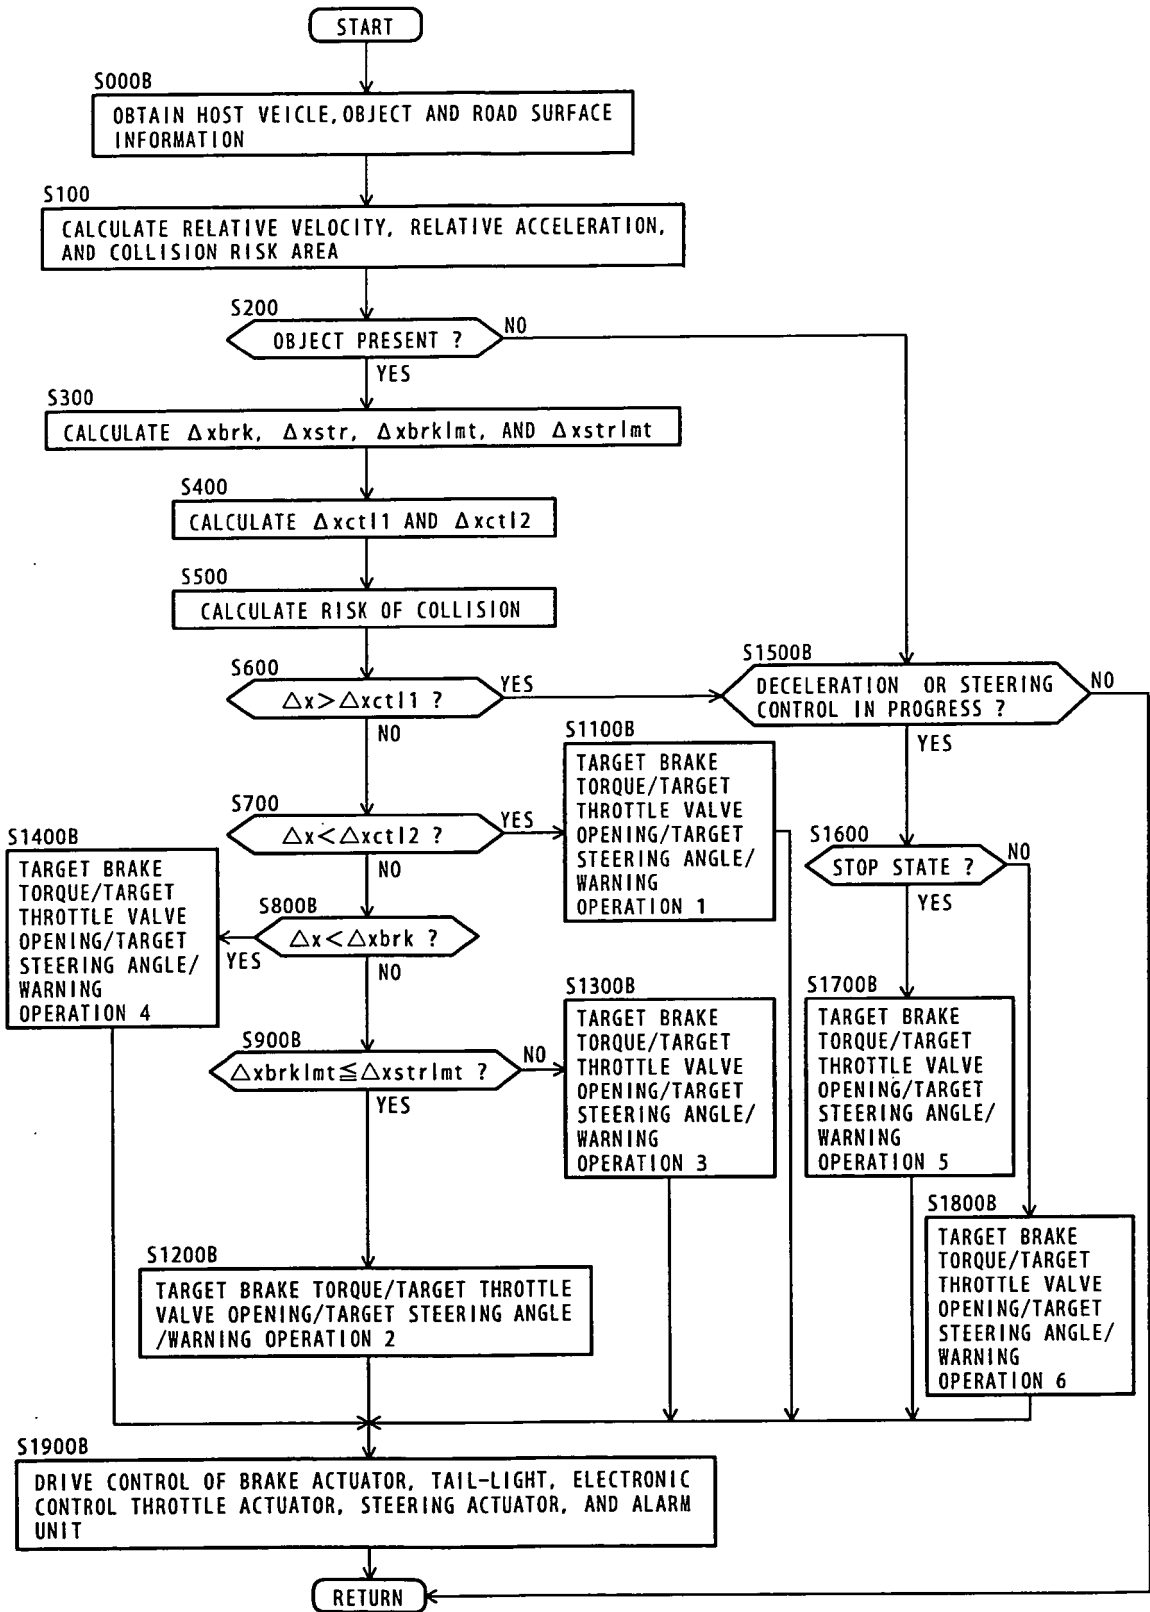 START
S000B
OBTAIN HOST VEICLE,OBJECT AND ROAD SURFACE
INFORMATION
S100
CALCULATE RELATIVE VELOCITY, RELATIVE ACCELERATION,
AND COLLISION RISK AREA
S200
OBJECT PRESENT ?
NO
YES
S300
CALCULATE Δxbrk, Δxstr, Δxbrklmt, AND Δxstrlmt
S400
CALCULATE Δxctl1 AND Δxctl2
S500
CALCULATE RISK OF COLLISION
S600
Δx>Δxctl1 ?
YES
NO
S1500B
DECELERATION OR STEERING
CONTROL IN PROGRESS ?
NO
YES
S700
Δx<Δxctl2 ?
YES
NO
S1100B
TARGET BRAKE
TORQUE/TARGET
THROTTLE VALVE
OPENING/TARGET
STEERING ANGLE/
WARNING
OPERATION 1
S1600
STOP STATE ?
NO
YES
S1400B
TARGET BRAKE
TORQUE/TARGET
THROTTLE VALVE
OPENING/TARGET
STEERING ANGLE/
WARNING
OPERATION 4
S800B
Δx<Δxbrk ?
YES
NO
S900B
Δxbrklmt≦Δxstrlmt ?
NO
YES
S1300B
TARGET BRAKE
TORQUE/TARGET
THROTTLE VALVE
OPENING/TARGET
STEERING ANGLE/
WARNING
OPERATION 3
S1700B
TARGET BRAKE
TORQUE/TARGET
THROTTLE VALVE
OPENING/TARGET
STEERING ANGLE/
WARNING
OPERATION 5
S1800B
TARGET BRAKE
TORQUE/TARGET
THROTTLE VALVE
OPENING/TARGET
STEERING ANGLE/
WARNING
OPERATION 6
S1200B
TARGET BRAKE TORQUE/TARGET THROTTLE
VALVE OPENING/TARGET STEERING ANGLE
/WARNING OPERATION 2
S1900B
DRIVE CONTROL OF BRAKE ACTUATOR, TAIL-LIGHT, ELECTRONIC
CONTROL THROTTLE ACTUATOR, STEERING ACTUATOR, AND ALARM
UNIT
RETURN